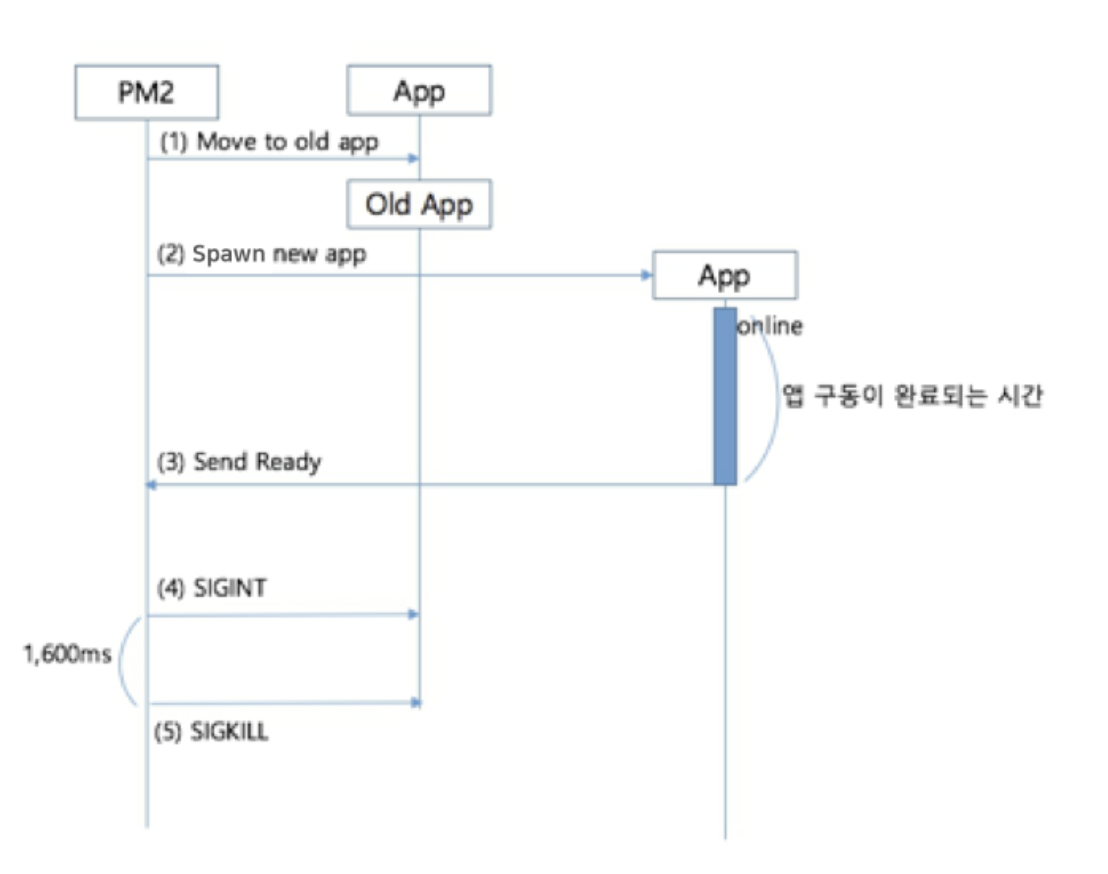 PM2
App
(1) Move to old app
Old App
(2) Spawn new app
App
online
앱 구동이 완료되는 시간
(3) Send Ready
(4) SIGINT
1,600ms
(5) SIGKILL